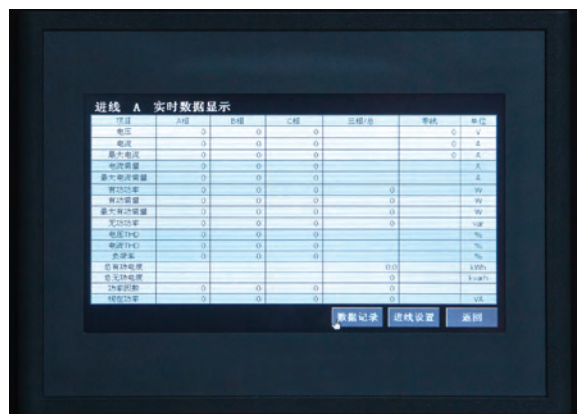 进线 A 实时数据显示
项目 A相 B相 C相 三相/总 零线 单位
电压 0 0 0 0 V
电流 0 0 0 0 A
最大电流 0 0 0 0 A
电流需量 0 0 0 A
最大电流需量 0 0 0 A
有功功率 0 0 0 0 W
有功需量 0 0 0 0 W
最大有功需量 0 0 0 0 W
无功功率 0 0 0 0 var
电压THD 0 0 0 %
电流THD 0 0 0 %
负荷率 0 0 0 %
总有功电度 0.0 kWh
总无功电度 0 kvarh
功率因数 0 0 0 0
视在功率 0 0 0 0 VA
数据记录 进线设置 返回